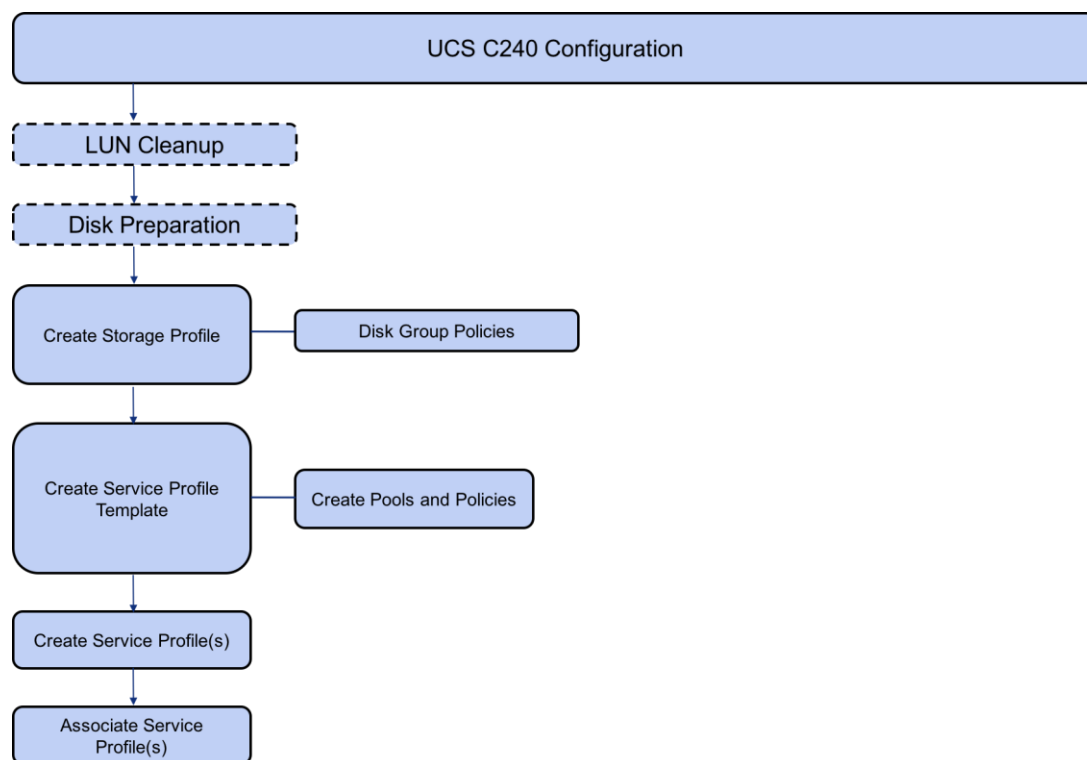 UCS C240 Configuration
LUN Cleanup
Disk Preparation
Create Storage Profile
Disk Group Policies
Create Service Profile
Template
Create Pools and Policies
Create Service Profile(s)
Associate Service
Profile(s)